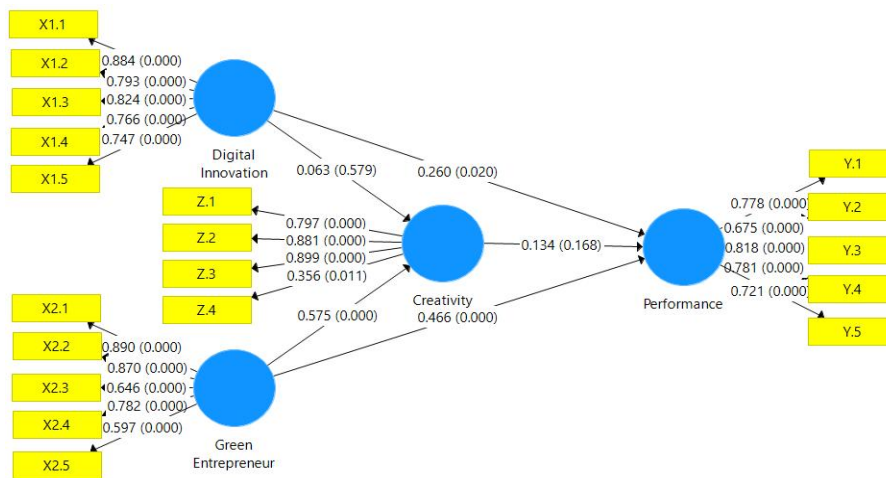 X1.1
X1.2
X1.3
X1.4
X1.5
0.884 (0.000)
0.793 (0.000)
0.824 (0.000)
0.766 (0.000)
0.747 (0.000)
Digital
Innovation
0.063 (0.579)
0.260 (0.020)
Z.1
Z.2
Z.3
Z.4
0.797 (0.000)
0.881 (0.000)
0.899 (0.000)
0.356 (0.011)
Creativity
0.134 (0.168)
0.575 (0.000)
0.466 (0.000)
X2.1
X2.2
X2.3
X2.4
X2.5
0.890 (0.000)
0.870 (0.000)
0.646 (0.000)
0.782 (0.000)
0.597 (0.000)
Green
Entrepreneur
Performance
0.778 (0.000)
0.675 (0.000)
0.818 (0.000)
0.781 (0.000)
0.721 (0.000)
Y.1
Y.2
Y.3
Y.4
Y.5